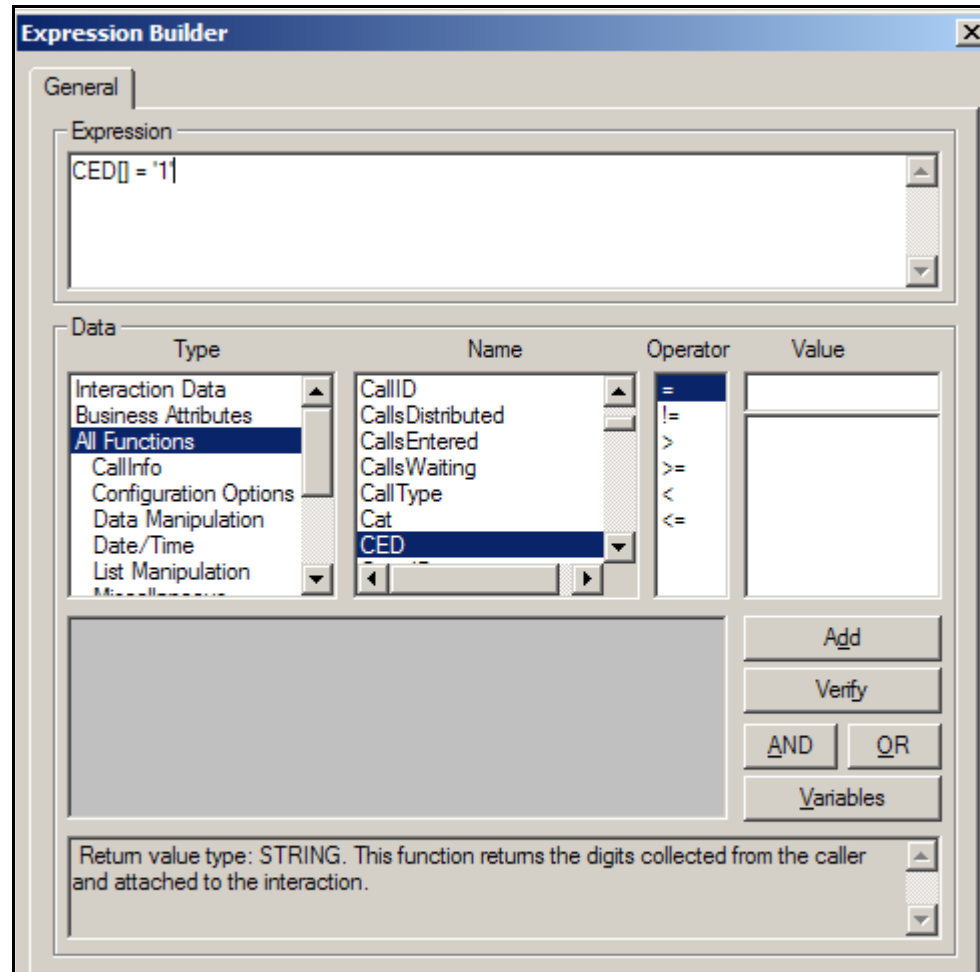 Expression Builder
General
Expression
CED[] = '1'
Data
Type Name Operator Value
Interaction Data
Business Attributes
All Functions
CallInfo
Configuration Options
Data Manipulation
Date/Time
List Manipulation
CallID
CallsDistributed
CallsEntered
CallsWaiting
CallType
Cat
CED
=
!=
>
>=
<
<=
Add
Verify
AND OR
Variables
Return value type: STRING. This function returns the digits collected from the caller
and attached to the interaction.